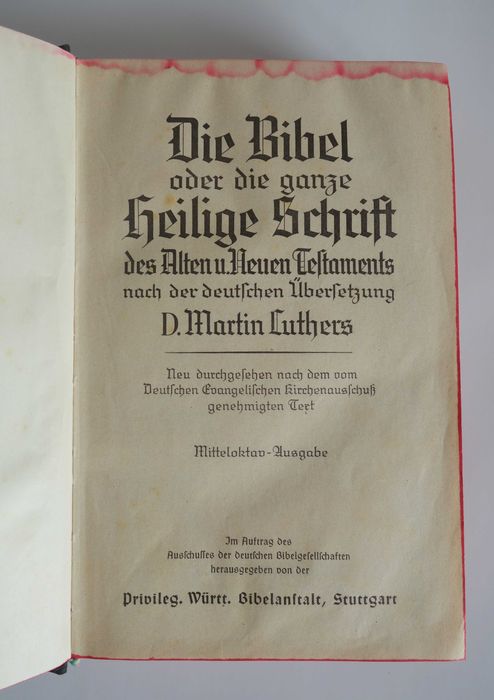 Die Bibel
oder die ganze
Heilige Schrift
des Alten u. Neuen Testaments
nach der deutschen Übersetzung
D. Martin Luthers
Neu durchgesehen nach dem vom
Deutschen Evangelischen Kirchenausschuß
genehmigten Text
Mitteloktav-Ausgabe
Im Auftrag des
Ausschusses der deutschen Bibelgesellschaften
herausgegeben von der
Privileg. Württ. Bibelanstalt, Stuttgart